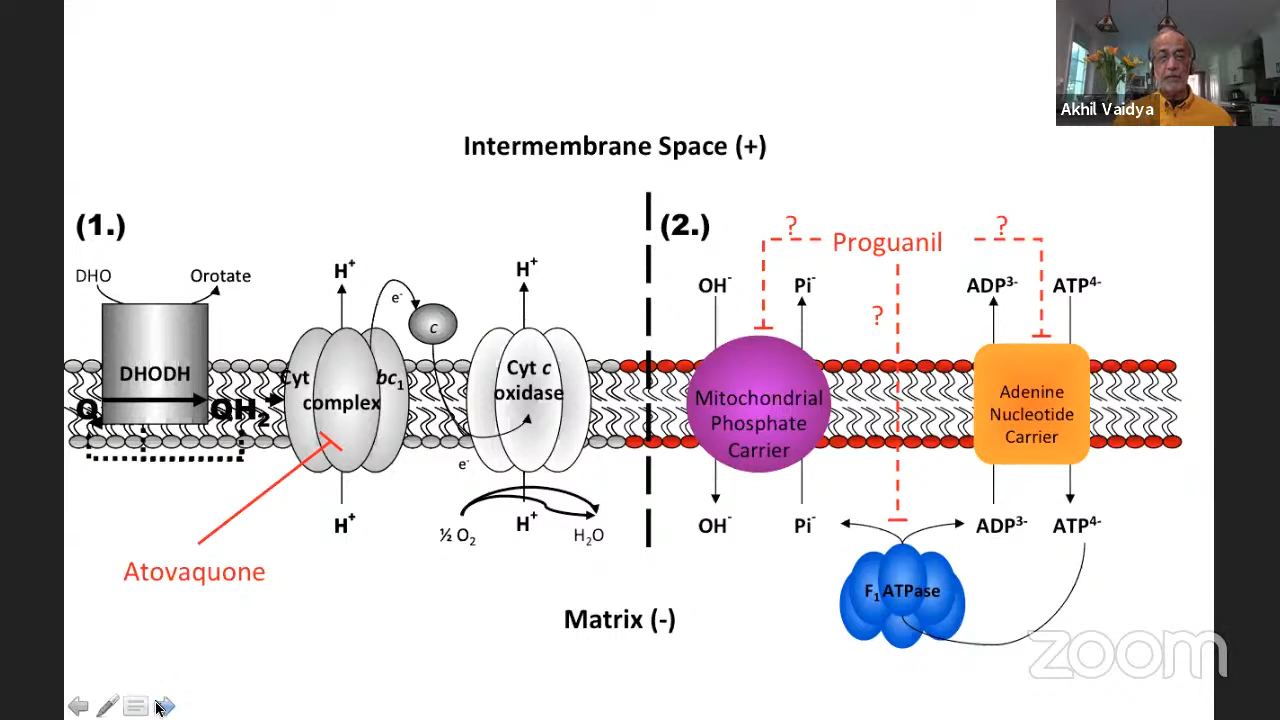 Akhil Vaidya
Intermembrane Space (+)
(1.)
DHO
Orotate
DHODH
Q
QH₂
H⁺
Cyt bc₁
complex
H⁺
e⁻
c
e⁻
H⁺
Cyt c
oxidase
½ O₂
H⁺
H₂O
Atovaquone
(2.)
?
Proguanil
?
?
OH⁻
Pi⁻
ADP³⁻
ATP⁴⁻
Mitochondrial
Phosphate
Carrier
Adenine
Nucleotide
Carrier
OH⁻
Pi⁻
ADP³⁻
ATP⁴⁻
F₁ ATPase
Matrix (-)
zoom